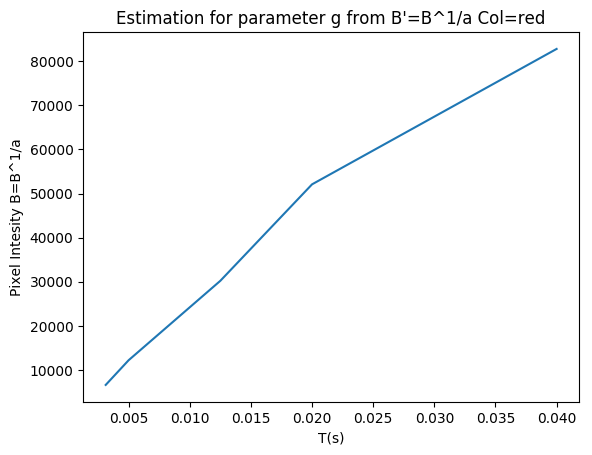 Estimation for parameter g from B'=B^1/a Col=red
80000
70000
60000
50000
40000
30000
20000
10000
Pixel Intesity B=B^1/a
0.005 0.010 0.015 0.020 0.025 0.030 0.035 0.040
T(s)